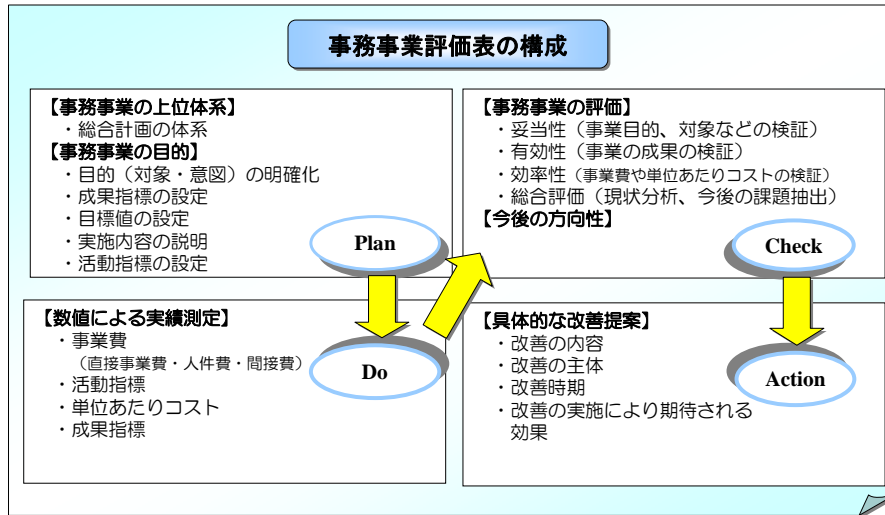 事務事業評価表の構成
【事務事業の上位体系】
・総合計画の体系
【事務事業の目的】
・目的（対象・意図）の明確化
・成果指標の設定
・目標値の設定
・実施内容の説明
・活動指標の設定
Plan
【数値による実績測定】
・事業費
（直接事業費・人件費・間接費）
・活動指標
・単位あたりコスト
・成果指標
Do
【事務事業の評価】
・妥当性（事業目的、対象などの検証）
・有効性（事業の成果の検証）
・効率性（事業費や単位あたりコストの検証）
・総合評価（現状分析、今後の課題抽出）
【今後の方向性】
Check
【具体的な改善提案】
・改善の内容
・改善の主体
・改善時期
・改善の実施により期待される
効果
Action